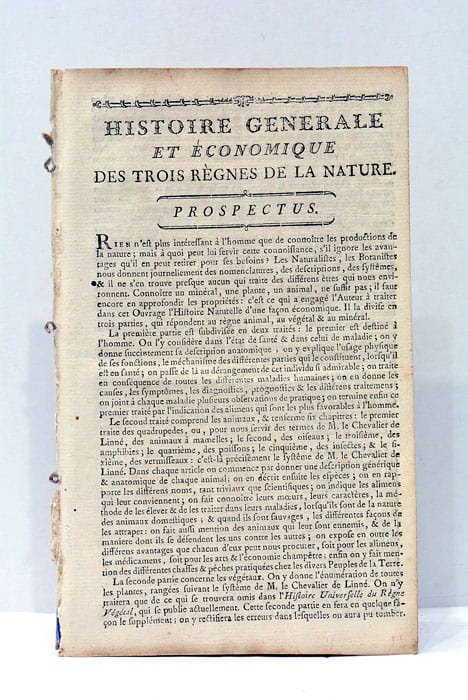 HISTOIRE GENERALE
ET ÉCONOMIQUE
DES TROIS RÈGNES DE LA NATURE.
PROSPECTUS.
RIEN n'est plus intéressant à l'homme que de connoître les productions de
la nature ; mais à quoi peut lui servir cette connoissance, s'il ignore les avan-
tages qu'il en peut retirer pour ses besoins ? Les Naturalistes, les Botanistes
nous donnent journellement des nomenclatures, des descriptions, des systêmes,
& il ne s'en trouve presque aucun qui traite des différens êtres qui nous envi-
ronnent. Connoître un minéral, une plante, un animal, ne suffit pas ; il faut
encore en approfondir les propriétés : c'est ce qui a engagé l'Auteur à traiter
dans cet Ouvrage l'Histoire Naturelle d'une façon économique. Il la divise en
trois parties, qui répondent au règne animal, au végétal & au minéral.
La première partie est subdivisée en deux traités : le premier est destiné à
l'homme. On l'y considère dans l'état de santé & dans celui de maladie ; on y
donne succinctement la description anatomique ; on y explique l'usage physique
de ses fonctions, le méchanisme des différentes parties qui le constituent, lorsqu'il
est en santé ; on passe de là au dérangement de cet individu si admirable ; on traite
en conséquence de toutes les différentes maladies humaines ; on en donne les
causes, les symptômes, les diagnostics, prognostics & les différens traitemens ;
on joint à chaque maladie plusieurs observations de pratique ; on termine enfin ce
premier traité par l'indication des alimens qui sont les plus favorables à l'homme.
Le second traité comprend les animaux, & renferme six chapitres : le premier
traite des quadrupedes, ou, pour nous servir des termes de M. le Chevalier de
Linné, des animaux à mamelles ; le second, des oiseaux ; le troisième, des
amphibies ; le quatrième, des poissons ; le cinquième, des insectes ; & le si-
xième, des vermisseaux : c'est-là précisément le systême de M. le Chevalier de
Linné. Dans chaque article on commence par donner une description générique
& anatomique de chaque animal ; on en décrit ensuite les espèces ; on en rap-
porte les différens noms, tant triviaux que scientifiques ; on indique les alimens
qui leur conviennent ; on fait connoître leurs mœurs, leurs caractères, la mé-
thode de les élever & de les traiter dans leurs maladies, lorsqu'ils sont de la nature
des animaux domestiques ; & quand ils sont sauvages, les différentes façons de
les attraper : on fait aussi mention des animaux qui leur sont ennemis, & de la
manière dont ils se défendent les uns contre les autres ; on expose en outre les
différens avantages que chacun d'eux peut nous procurer, soit pour les alimens,
les médicamens, soit pour les arts & l'économie champêtre : enfin on y fait men-
tion des différentes chasses & pêches pratiquées chez les divers Peuples de la Terre.
La seconde partie concerne les végétaux. On y donne l'énumération de toutes
les plantes, rangées suivant le systême de M. le Chevalier de Linné. On n'y
traitera que de ce qui se trouvera omis dans l'Histoire Universelle du Règne
Végétal, qui se publie actuellement. Cette seconde partie en sera en quelque fa-
çon le supplément ; on y rectifiera les erreurs dans lesquelles on aura pu tomber.